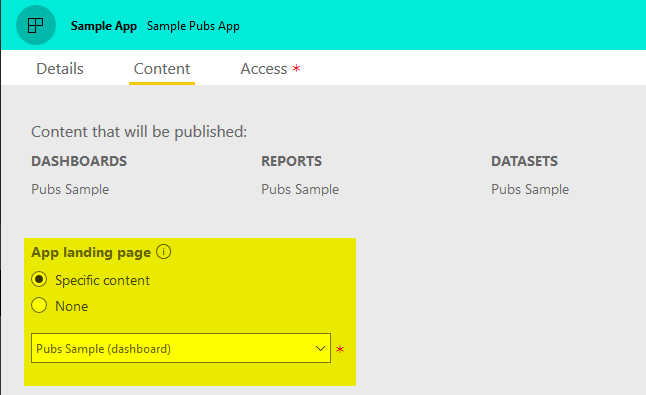 Sample App Sample Pubs App
Details Content Access *
Content that will be published:
DASHBOARDS REPORTS DATASETS
Pubs Sample Pubs Sample Pubs Sample
App landing page
Specific content
None
Pubs Sample (dashboard) *